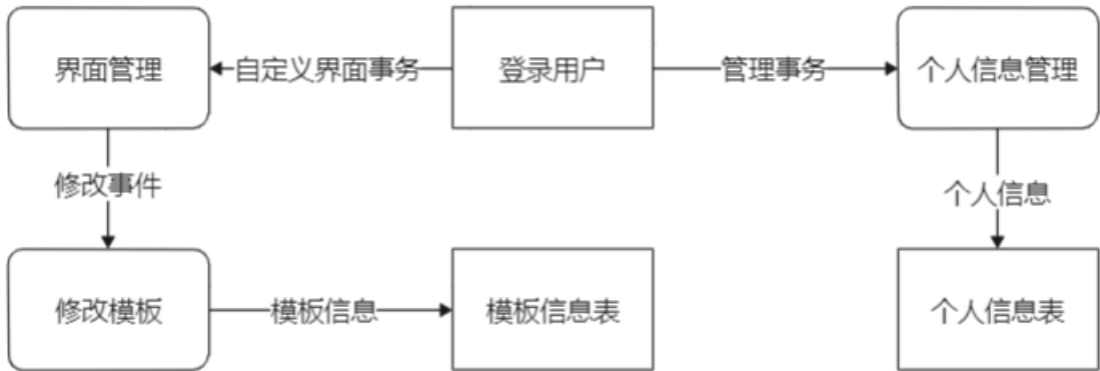 界面管理
自定义界面事务
登录用户
管理事务
个人信息管理
修改事件
个人信息
修改模板
模板信息
模板信息表
个人信息表